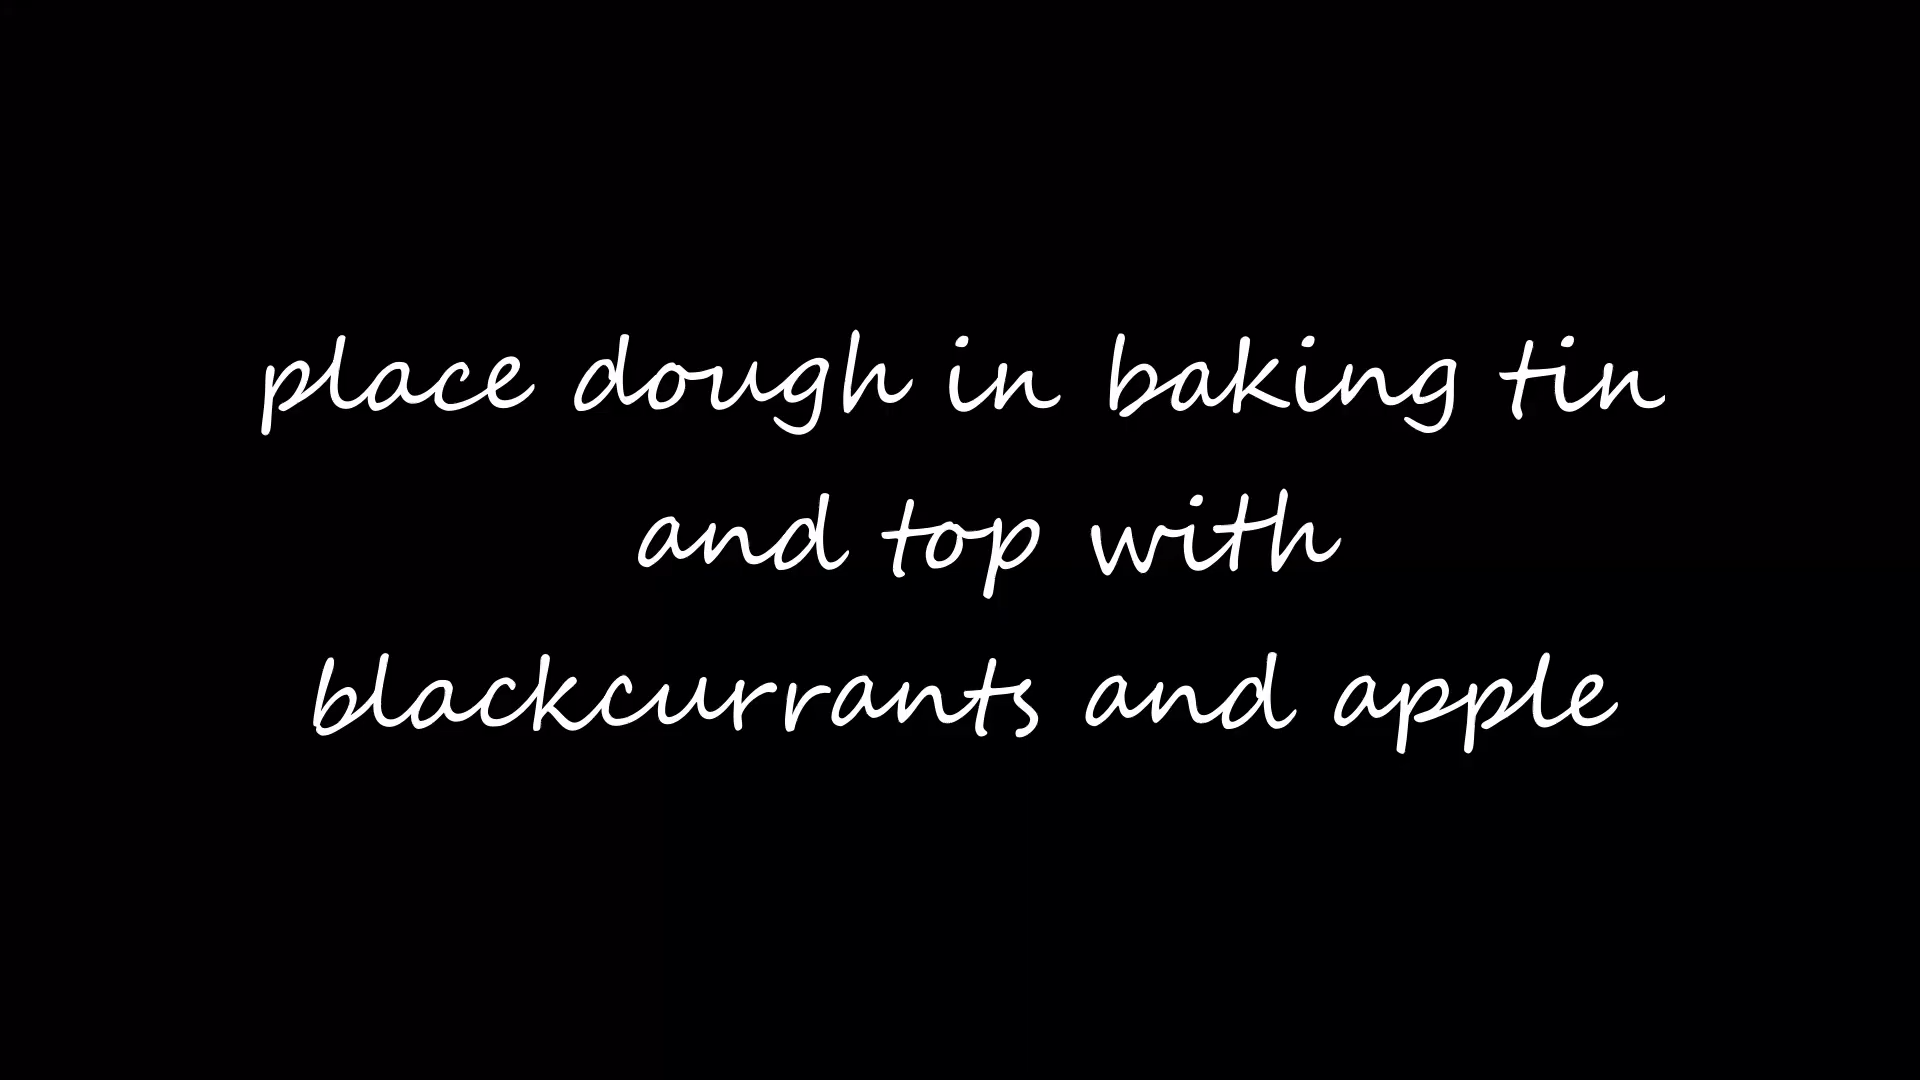 place dough in baking tin
and top with
blackcurrants and apple